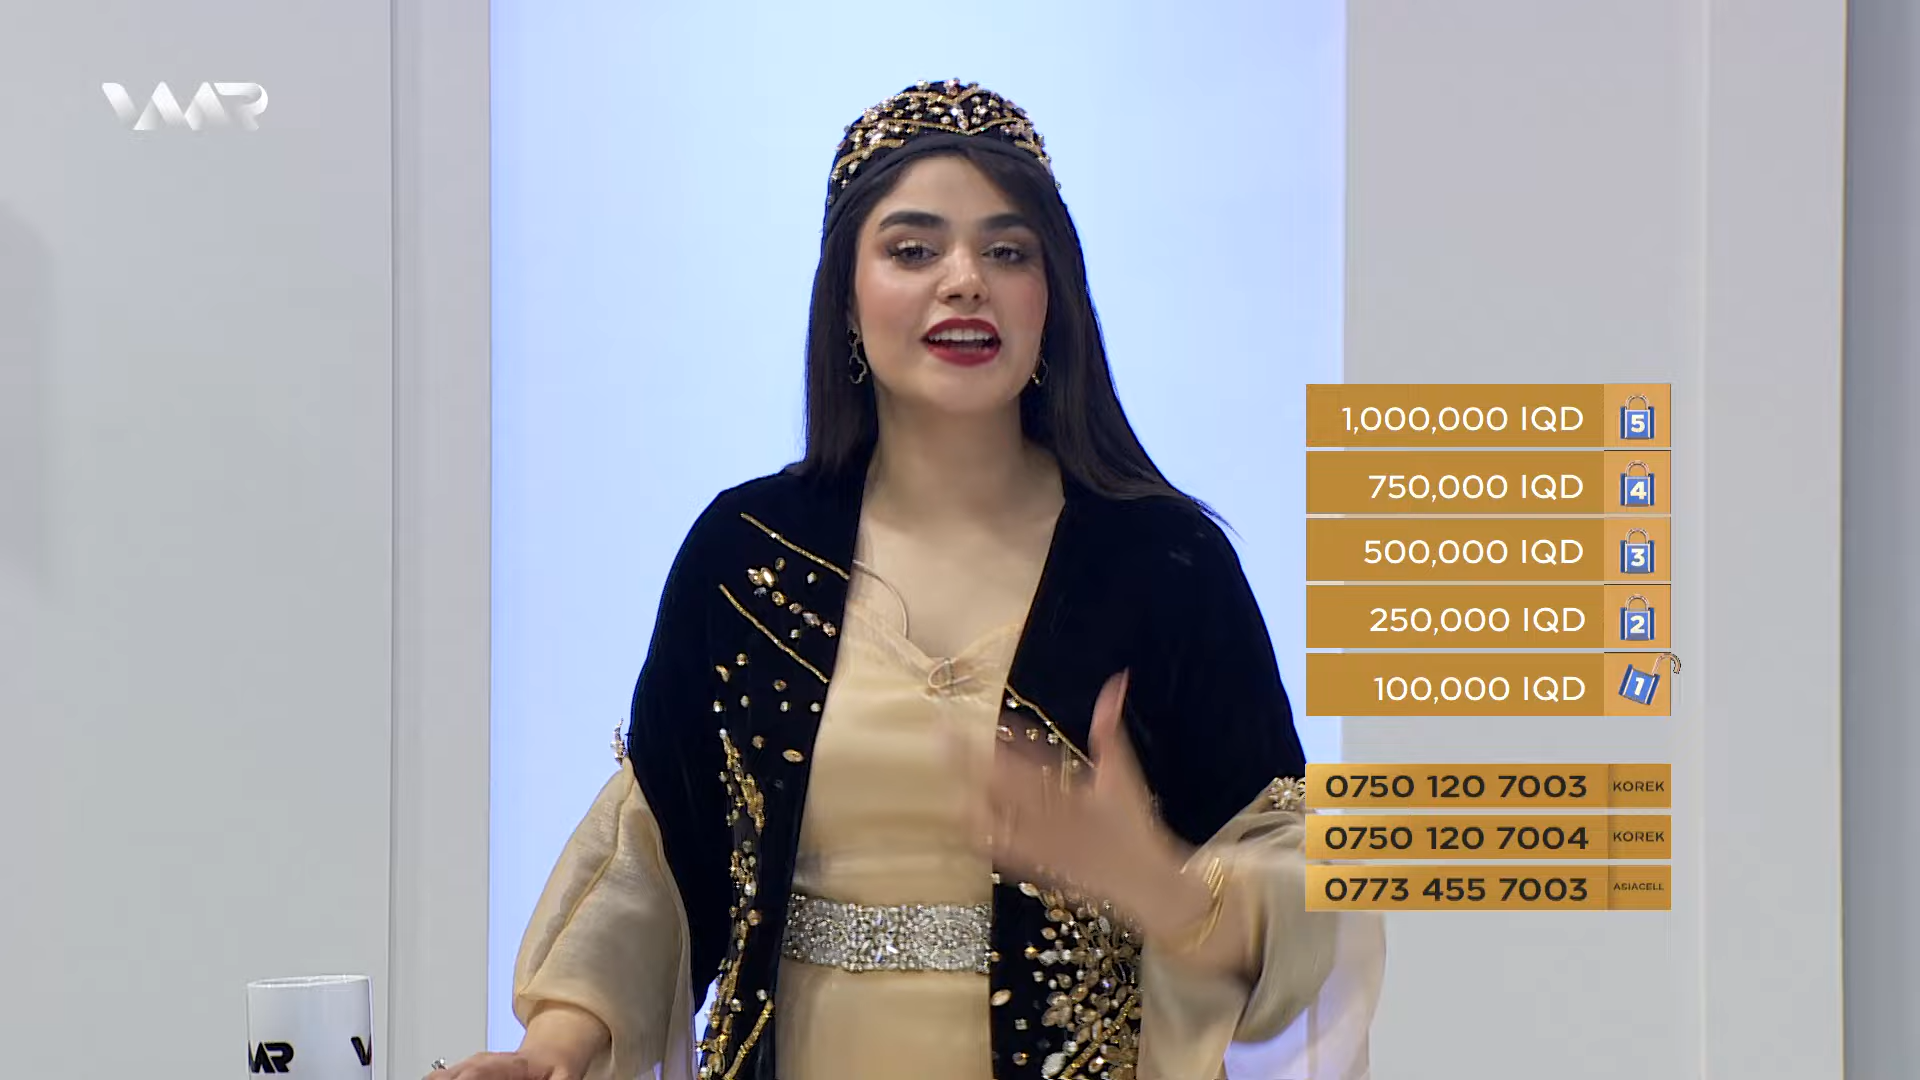 WAAR
1,000,000 IQD 5
750,000 IQD 4
500,000 IQD 3
250,000 IQD 2
100,000 IQD 1
0750 120 7003 KOREK
0750 120 7004 KOREK
0773 455 7003 ASIACELL